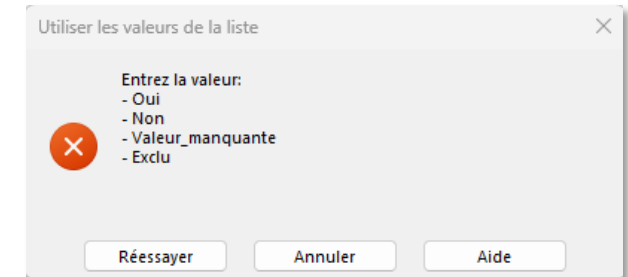 Utiliser les valeurs de la liste
Entrez la valeur:
- Oui
- Non
- Valeur_manquante
- Exclu
Réessayer
Annuler
Aide